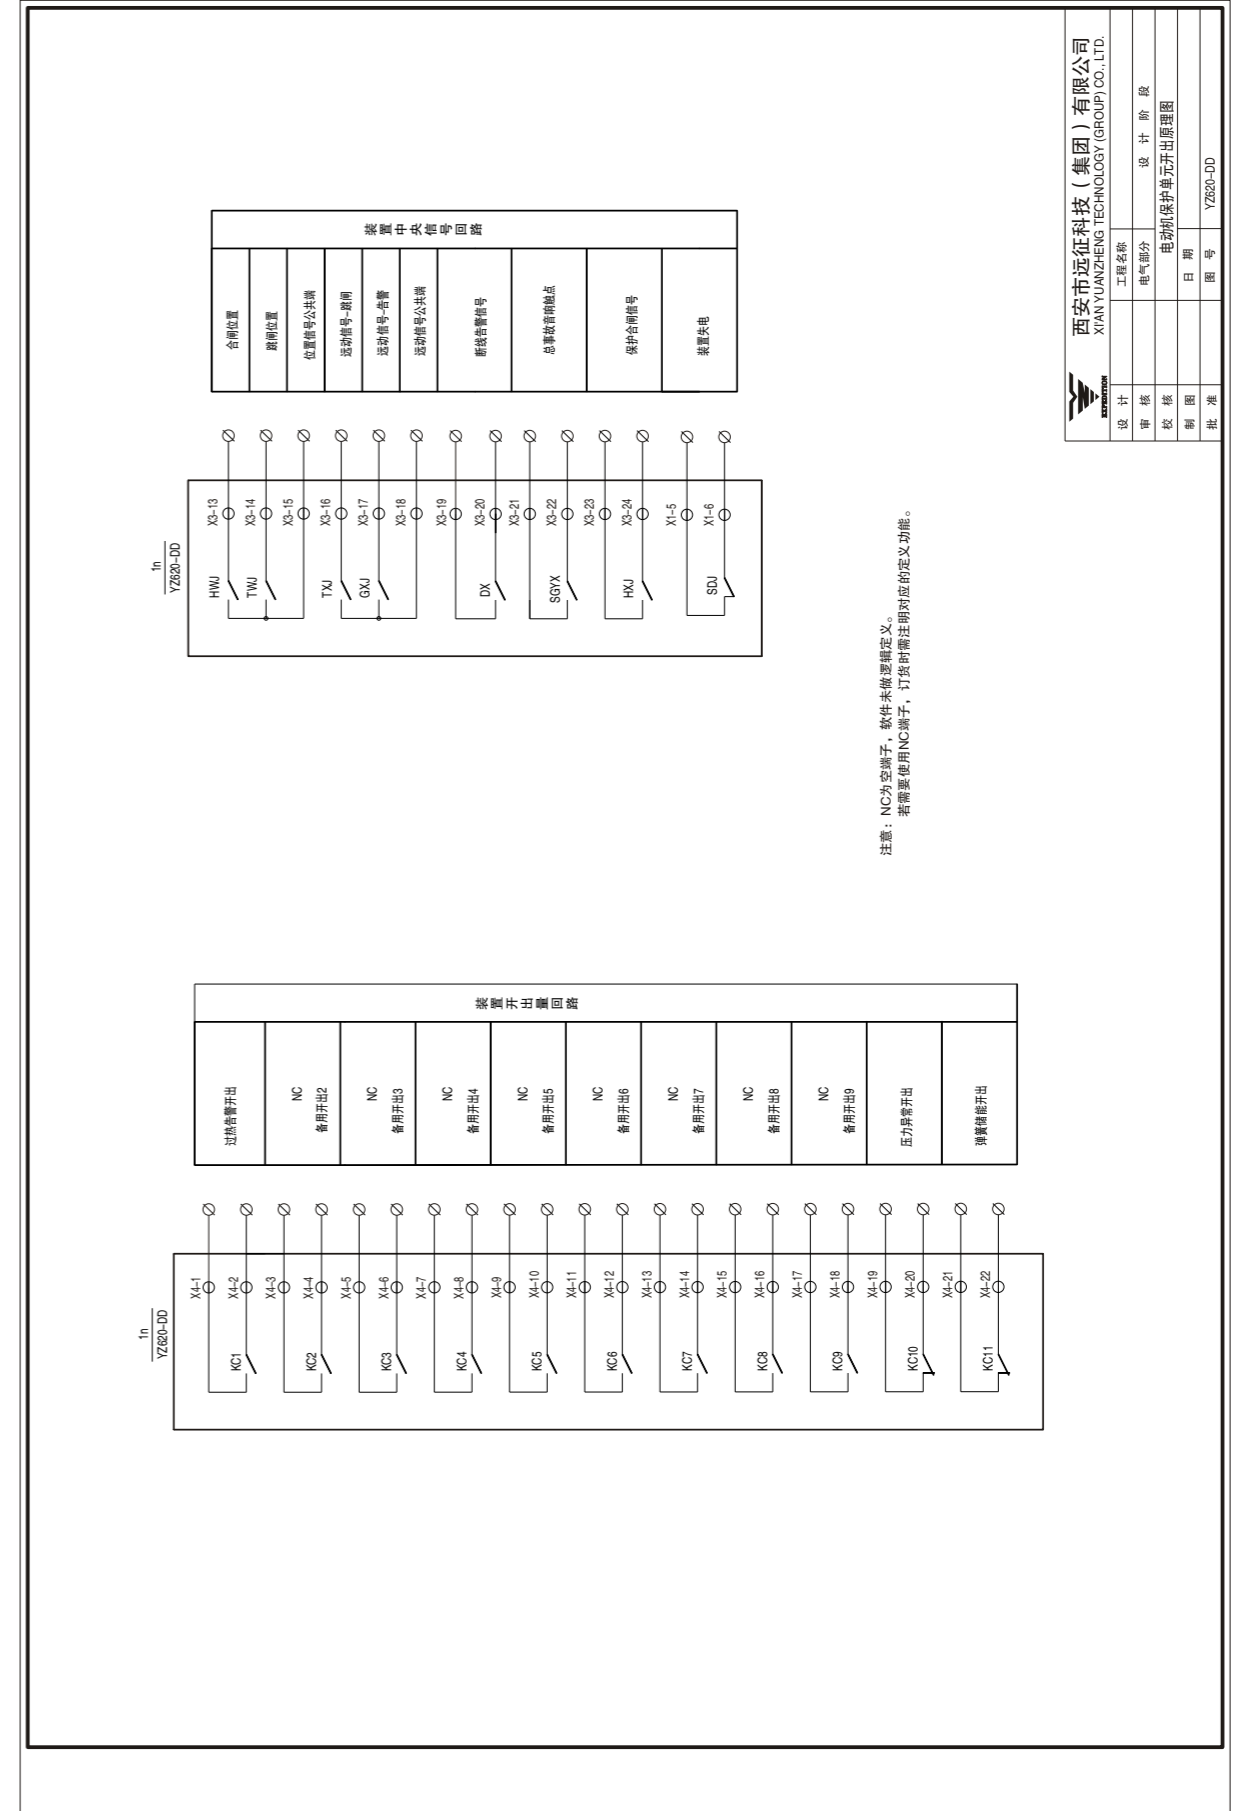 1n
YZ620-DD
X4-1
X4-2
X4-3
X4-4
X4-5
X4-6
X4-7
X4-8
X4-9
X4-10
X4-11
X4-12
X4-13
X4-14
X4-15
X4-16
X4-17
X4-18
X4-19
X4-20
X4-21
X4-22
KC1
KC2
KC3
KC4
KC5
KC6
KC7
KC8
KC9
KC10
KC11
装置开出量回路
过热告警开出
NC
备用开出2
NC
备用开出3
NC
备用开出4
NC
备用开出5
NC
备用开出6
NC
备用开出7
NC
备用开出8
NC
备用开出9
压力异常开出
弹簧储能开出
1n
YZ620-DD
X3-13
X3-14
X3-15
X3-16
X3-17
X3-18
X3-19
X3-20
X3-21
X3-22
X3-23
X3-24
X1-5
X1-6
HWJ
TWJ
TXJ
GXJ
DX
SGYX
HXJ
SDJ
装置中央信号回路
合闸位置
跳闸位置
位置信号公共端
远动信号-跳闸
远动信号-告警
远动信号公共端
断线告警信号
总事故音响触点
保护合闸信号
装置失电
注意：NC为空端子，软件未做逻辑定义。
若需要使用NC端子，订货时需注明对应的定义功能。
EXPEDITION
西安市远征科技（集团）有限公司
XI'AN YUANZHENG TECHNOLOGY (GROUP) CO., LTD.
设 计
工程名称
审 核
电气部分
设 计 阶 段
校 核
电动机保护单元开出原理图
制 图
日 期
批 准
图 号
YZ620-DD